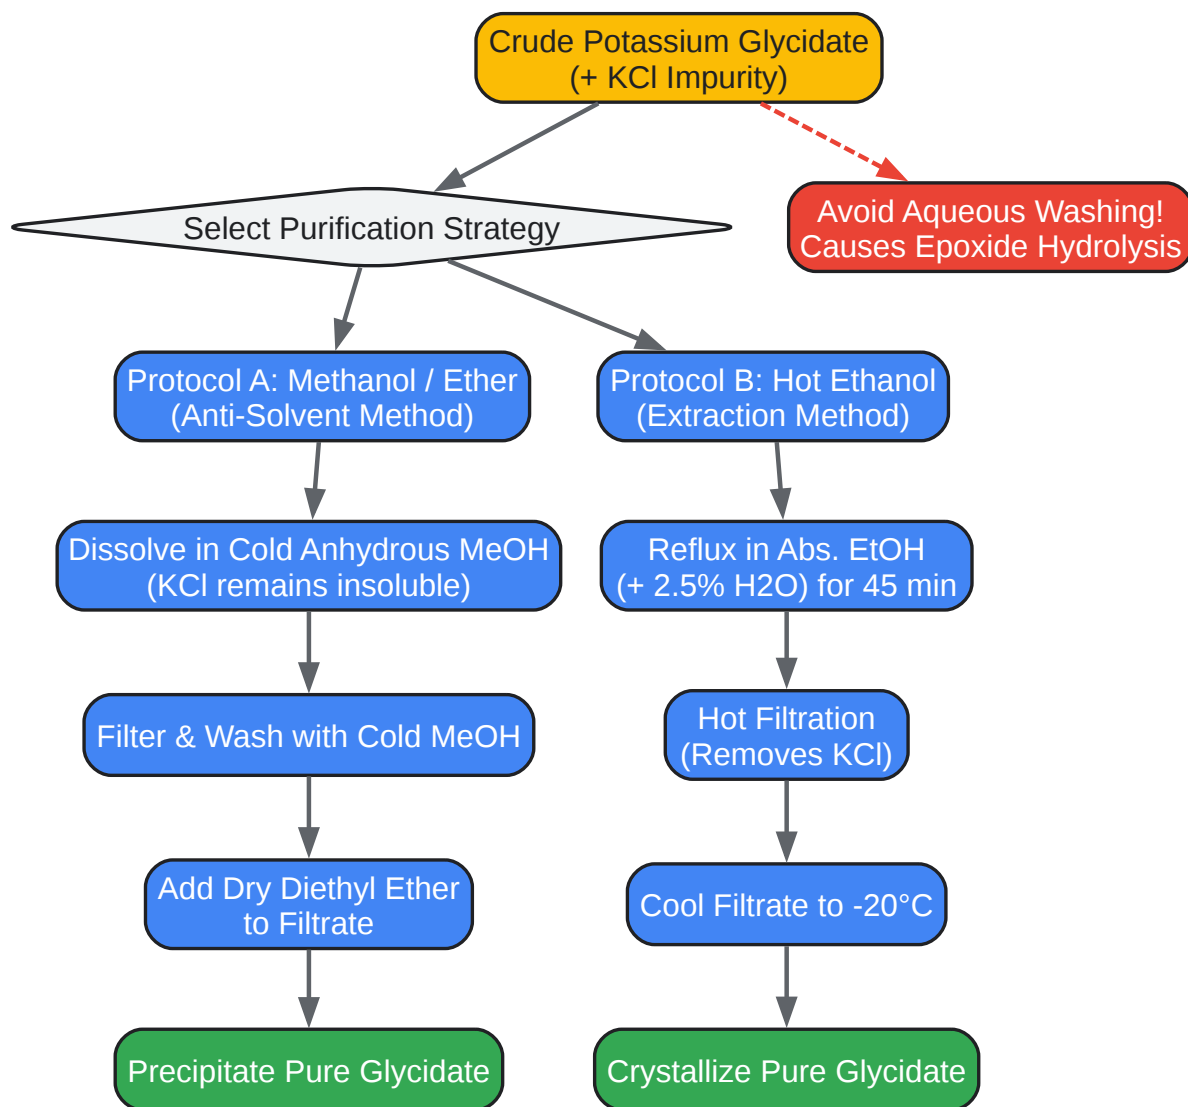 Crude Potassium Glycidate
(+ KCl Impurity)
Select Purification Strategy
Avoid Aqueous Washing!
Causes Epoxide Hydrolysis
Protocol A: Methanol / Ether
(Anti-Solvent Method)
Protocol B: Hot Ethanol
(Extraction Method)
Dissolve in Cold Anhydrous MeOH
(KCl remains insoluble)
Reflux in Abs. EtOH
(+ 2.5% H2O) for 45 min
Filter & Wash with Cold MeOH
Hot Filtration
(Removes KCl)
Add Dry Diethyl Ether
to Filtrate
Cool Filtrate to -20°C
Precipitate Pure Glycidate
Crystallize Pure Glycidate